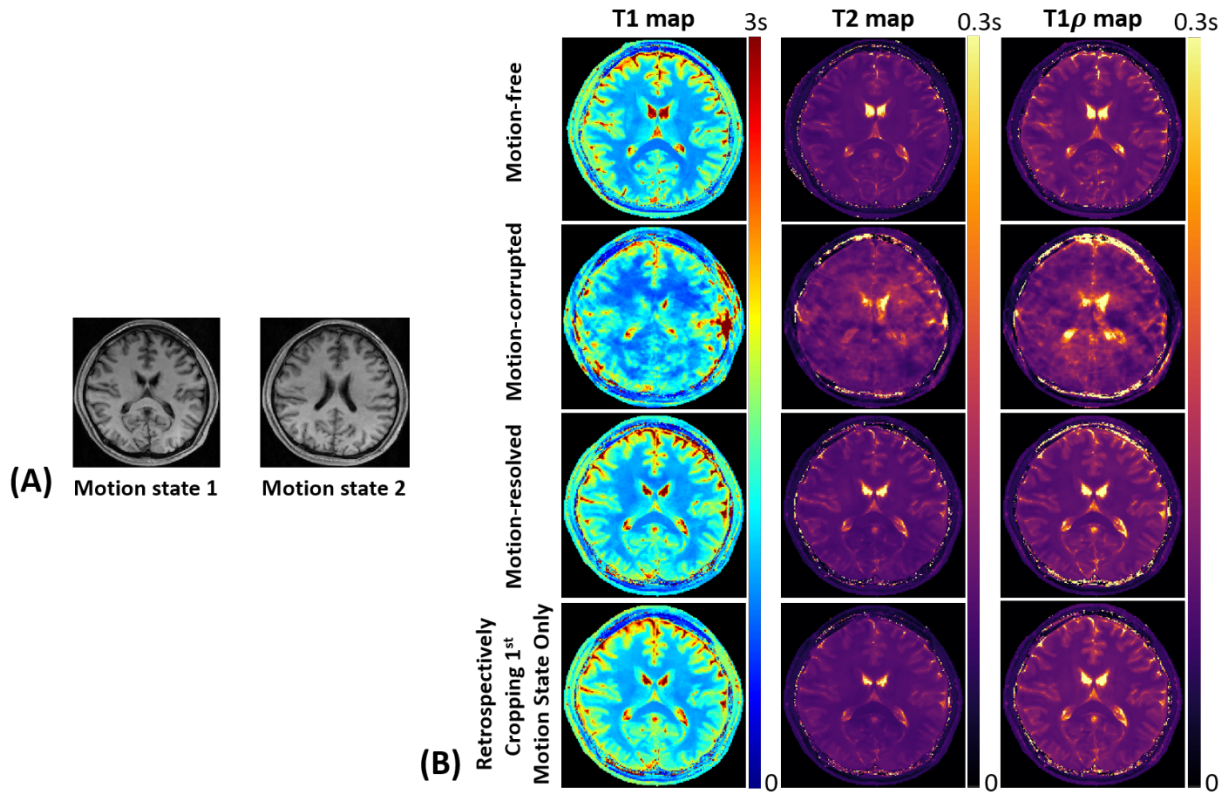 T1 map
T2 map
T1ρ map
3s
0.3s
0.3s
Motion-free
Motion-corrupted
Motion-resolved
Retrospectively
Cropping 1st
Motion State Only
0
0
0
(A)
Motion state 1
Motion state 2
(B)